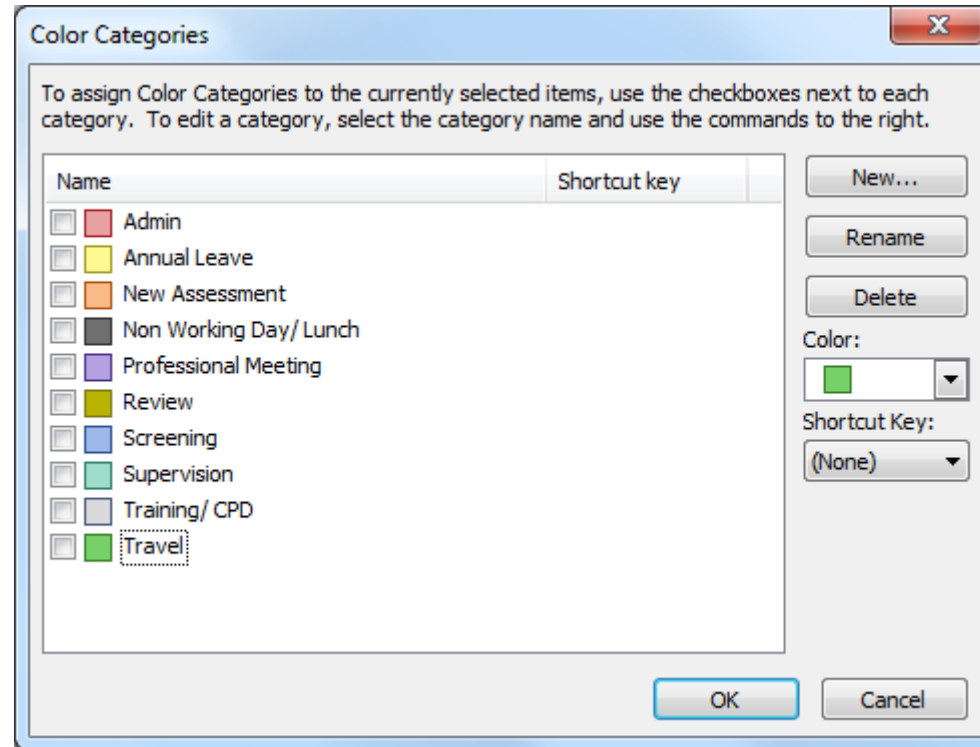 Color Categories
To assign Color Categories to the currently selected items, use the checkboxes next to each
category.  To edit a category, select the category name and use the commands to the right.
Name
Shortcut key
Admin
Annual Leave
New Assessment
Non Working Day/ Lunch
Professional Meeting
Review
Screening
Supervision
Training/ CPD
Travel
New...
Rename
Delete
Color:
Shortcut Key:
(None)
OK
Cancel